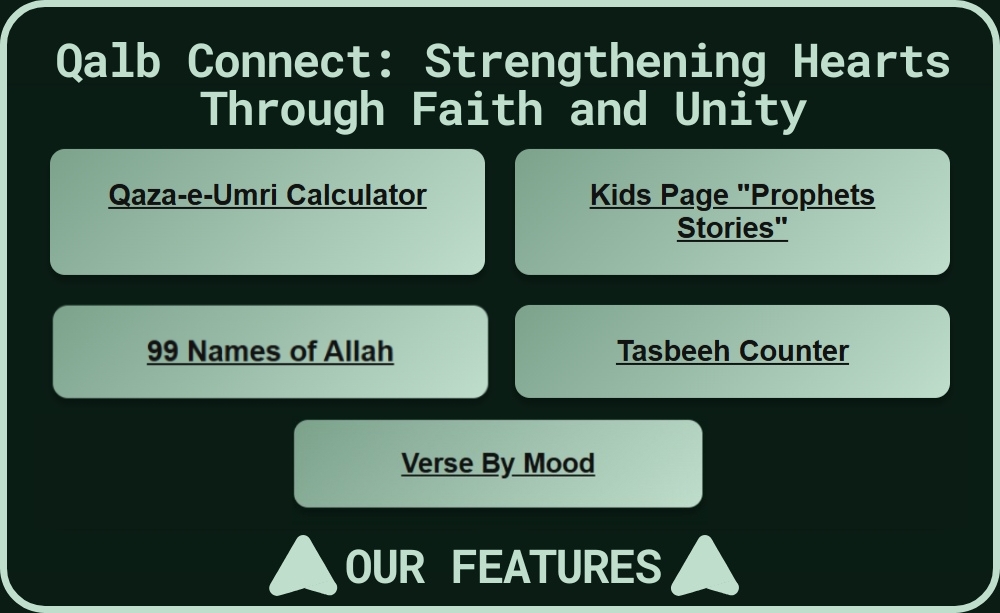 Qalb Connect: Strengthening Hearts
Through Faith and Unity
Qaza-e-Umri Calculator
Kids Page "Prophets
Stories"
99 Names of Allah
Tasbeeh Counter
Verse By Mood
OUR FEATURES